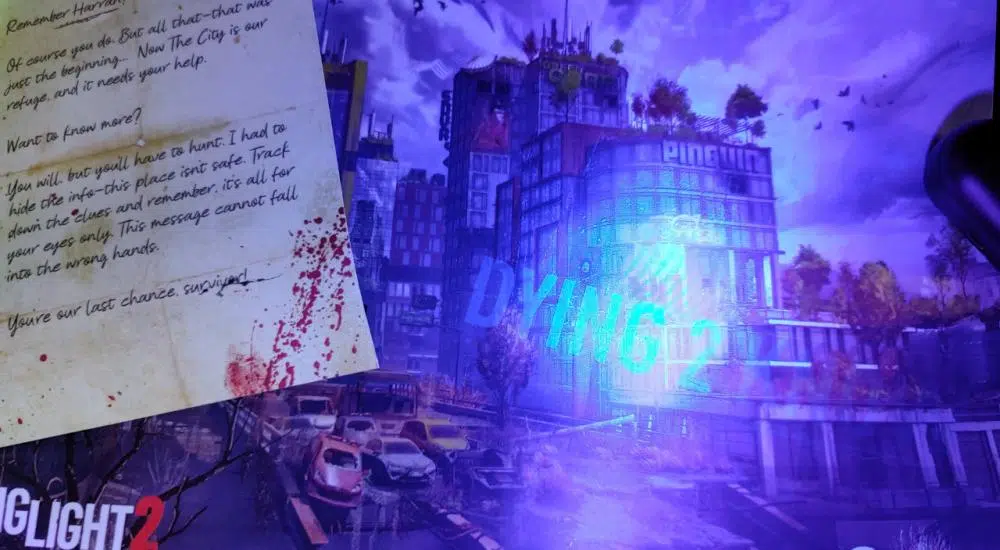 Remember Harran?
Of course you do. But all that-that was
just the beginning... Now The City is our
refuge, and it needs your help.
Want to know more?
You will, but you'll have to hunt. I had to
hide the info-this place isn't safe. Track
down the clues and remember, it's all for
your eyes only. This message cannot fall
into the wrong hands.
You're our last chance, survivor!
PINGUIN
DYING 2
NGLIGHT 2